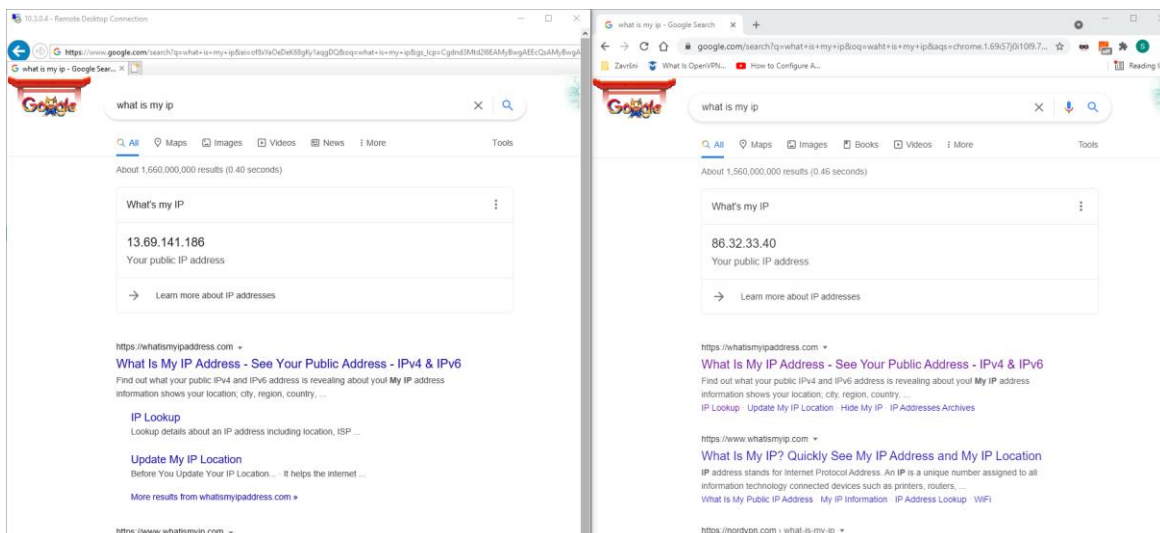 10.3.0.4 - Remote Desktop Connection
what is my ip - Google Sear...
Google
what is my ip
All Maps Images Videos News More Tools
About 1,660,000,000 results (0.40 seconds)
What's my IP
13.69.141.186
Your public IP address
Learn more about IP addresses
https://whatismyipaddress.com
What Is My IP Address - See Your Public Address - IPv4 & IPv6
Find out what your public IPv4 and IPv6 address is revealing about you! My IP address
information shows your location; city, region, country, ...
IP Lookup
Lookup details about an IP address including location, ISP ...
Update My IP Location
Before You Update Your IP Location... · It helps the internet ...
More results from whatismyipaddress.com »
https://www.whatismyip.com
what is my ip - Google Search
google.com/search?q=what+is+my+ip&oq=waht+is+my+ip&aqs=chrome.1.69i57j0i10l9.7...
Završni What Is OpenVPN... How to Configure A... Reading li
Google
what is my ip
All Maps Images Books Videos More Tools
About 1,560,000,000 results (0.46 seconds)
What's my IP
86.32.33.40
Your public IP address
Learn more about IP addresses
https://whatismyipaddress.com
What Is My IP Address - See Your Public Address - IPv4 & IPv6
Find out what your public IPv4 and IPv6 address is revealing about you! My IP address
information shows your location; city, region, country, ...
IP Lookup · Update My IP Location · Hide My IP · IP Addresses Archives
https://www.whatismyip.com
What Is My IP? Quickly See My IP Address and My IP Location
IP address stands for Internet Protocol Address. An IP is a unique number assigned to all
information technology connected devices such as printers, routers, ...
What Is My Public IP Address · My IP Information · IP Address Lookup · WiFi
https://nordvpn.com › what-is-my-ip